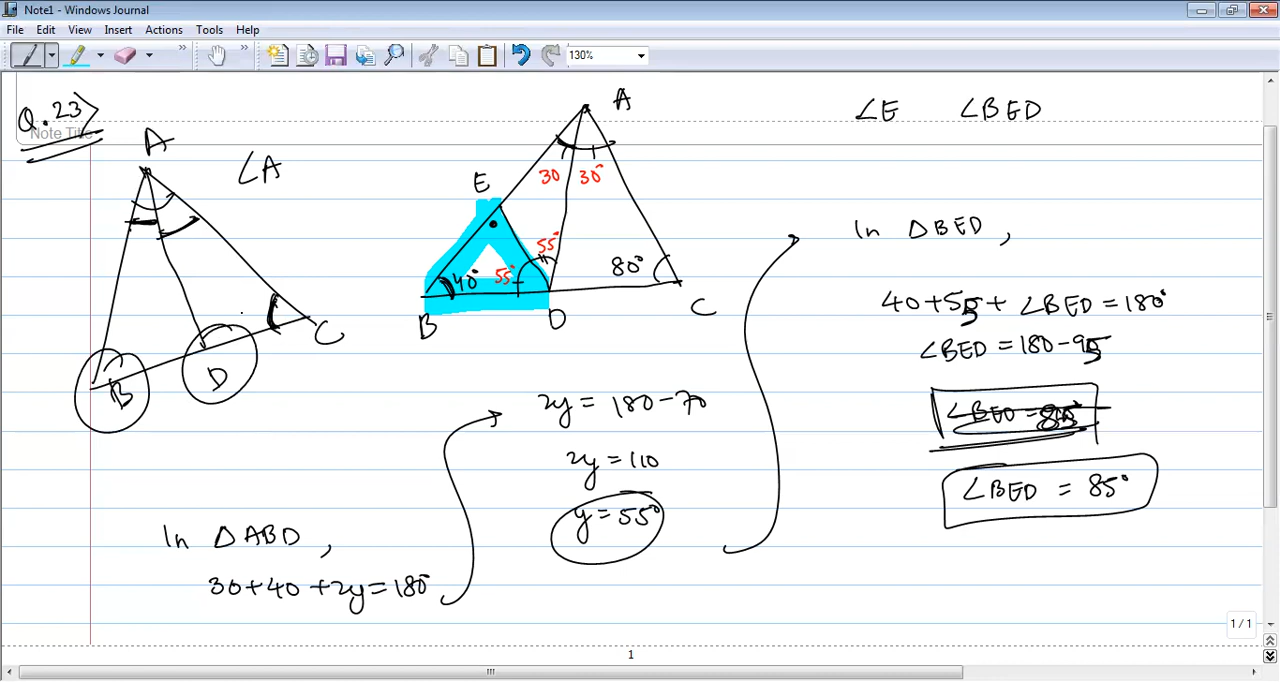 Note1 - Windows Journal
File Edit View Insert Actions Tools Help
130%
Q.23
Note Title
A
∠A
B
D
C
A
E
30 30°
55°
40° 55° 80°
B D C
In △ABD,
30+40+2y=180°
2y = 180-70
2y = 110
y = 55°
∠E ∠BED
In △BED,
40+55+ ∠BED = 180°
∠BED = 180-95
∠BED = 85°
1 / 1
1